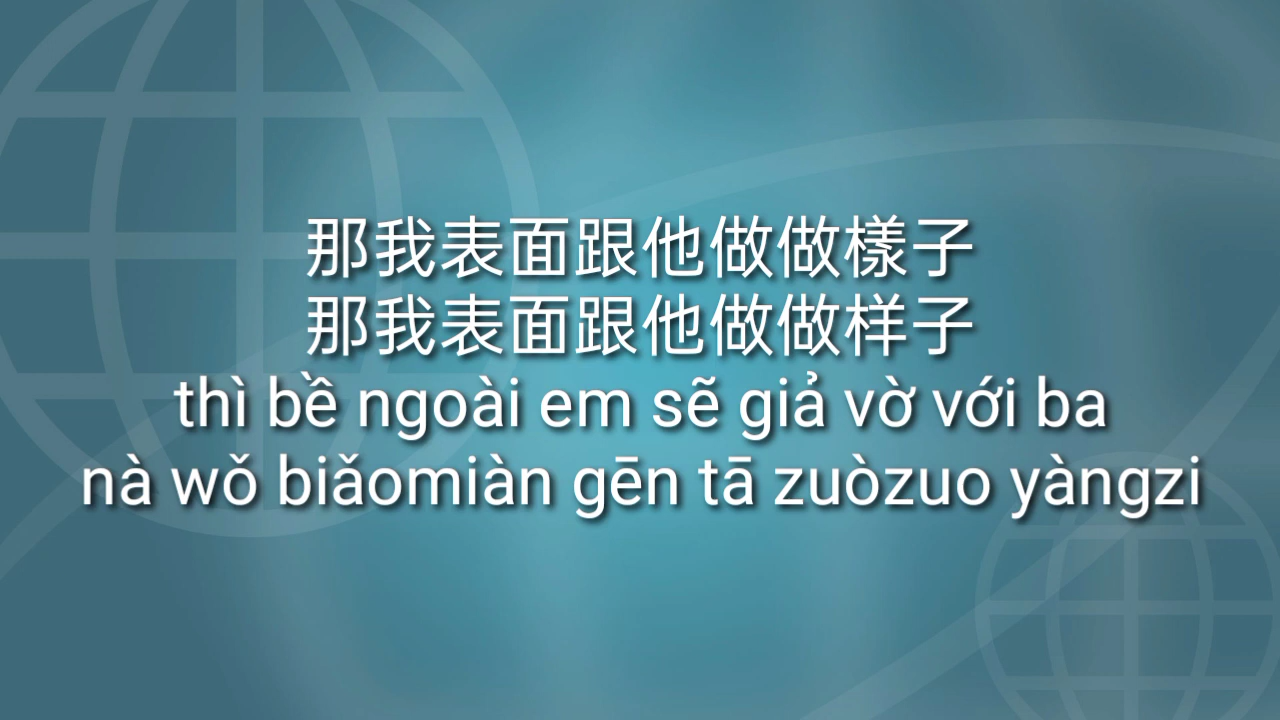 那我表面跟他做做樣子
那我表面跟他做做样子
thì bề ngoài em sẽ giả vờ với ba
nà wǒ biǎomiàn gēn tā zuòzuo yàngzi